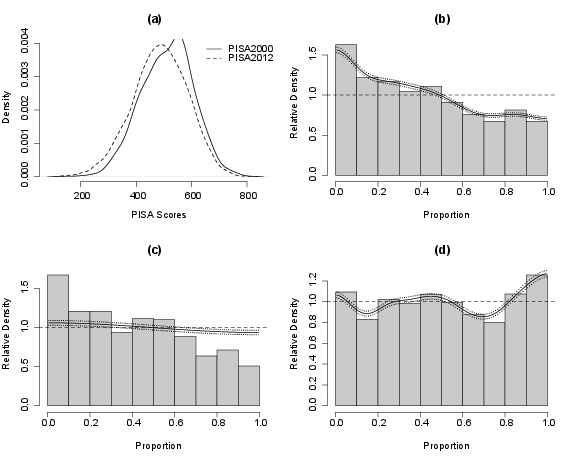 (a)
Density
0.000 0.001 0.002 0.003 0.004
PISA2000
PISA2012
200 400 600 800
PISA Scores
(b)
Relative Density
0.0 0.5 1.0 1.5
0.0 0.2 0.4 0.6 0.8 1.0
Proportion
(c)
Relative Density
0.0 0.5 1.0 1.5
0.0 0.2 0.4 0.6 0.8 1.0
Proportion
(d)
Relative Density
0.0 0.2 0.4 0.6 0.8 1.0 1.2
0.0 0.2 0.4 0.6 0.8 1.0
Proportion